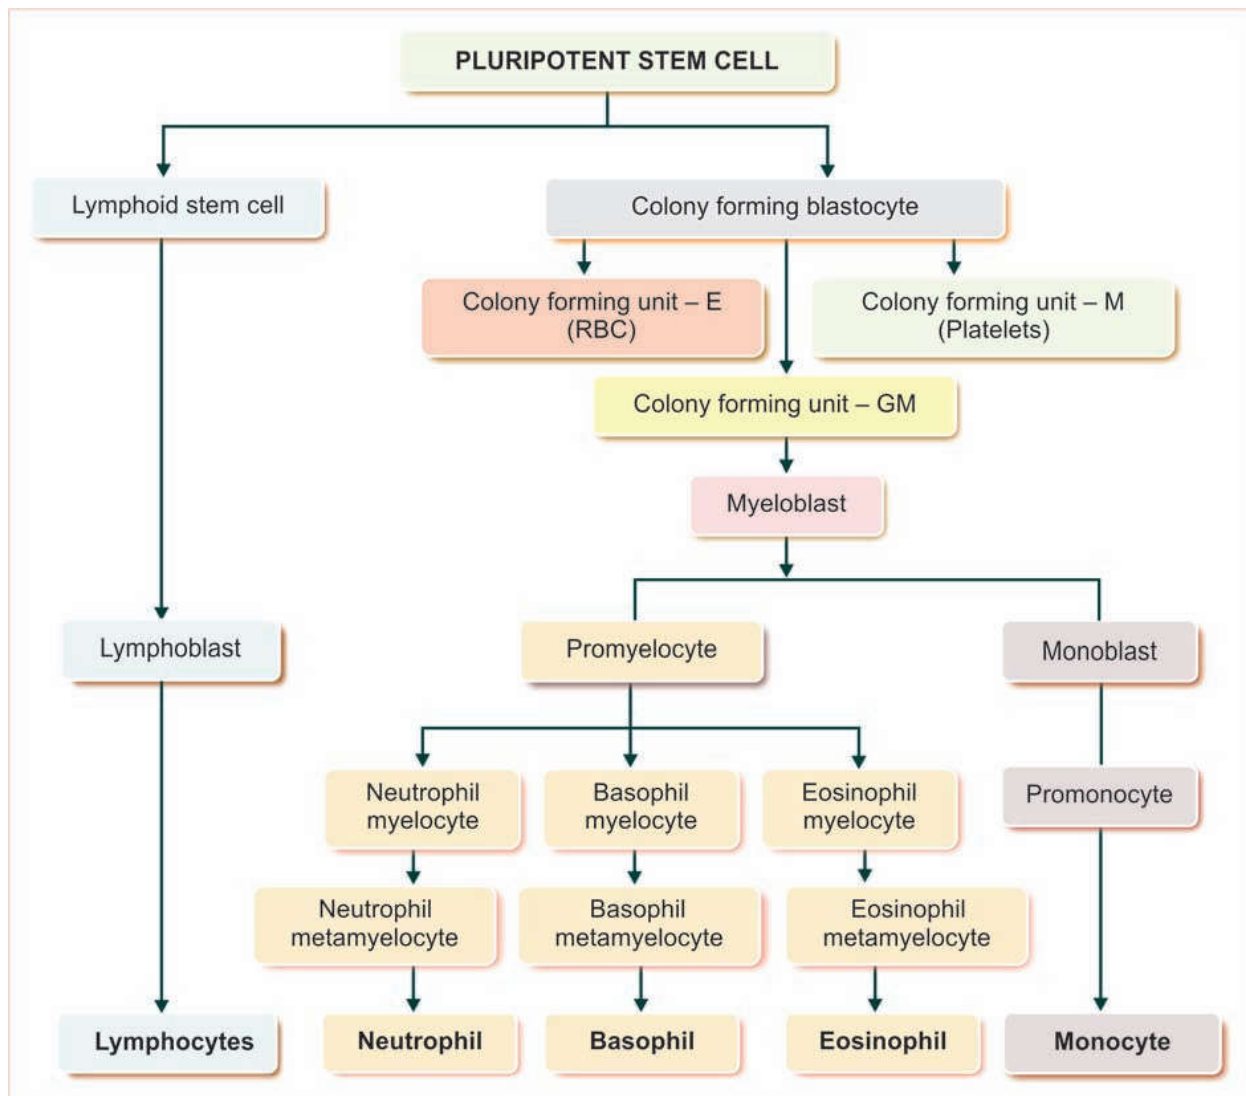 PLURIPOTENT STEM CELL
Lymphoid stem cell
Colony forming blastocyte
Colony forming unit – E
(RBC)
Colony forming unit – M
(Platelets)
Colony forming unit – GM
Myeloblast
Lymphoblast
Promyelocyte
Monoblast
Neutrophil
myelocyte
Basophil
myelocyte
Eosinophil
myelocyte
Promonocyte
Neutrophil
metamyelocyte
Basophil
metamyelocyte
Eosinophil
metamyelocyte
Lymphocytes
Neutrophil
Basophil
Eosinophil
Monocyte